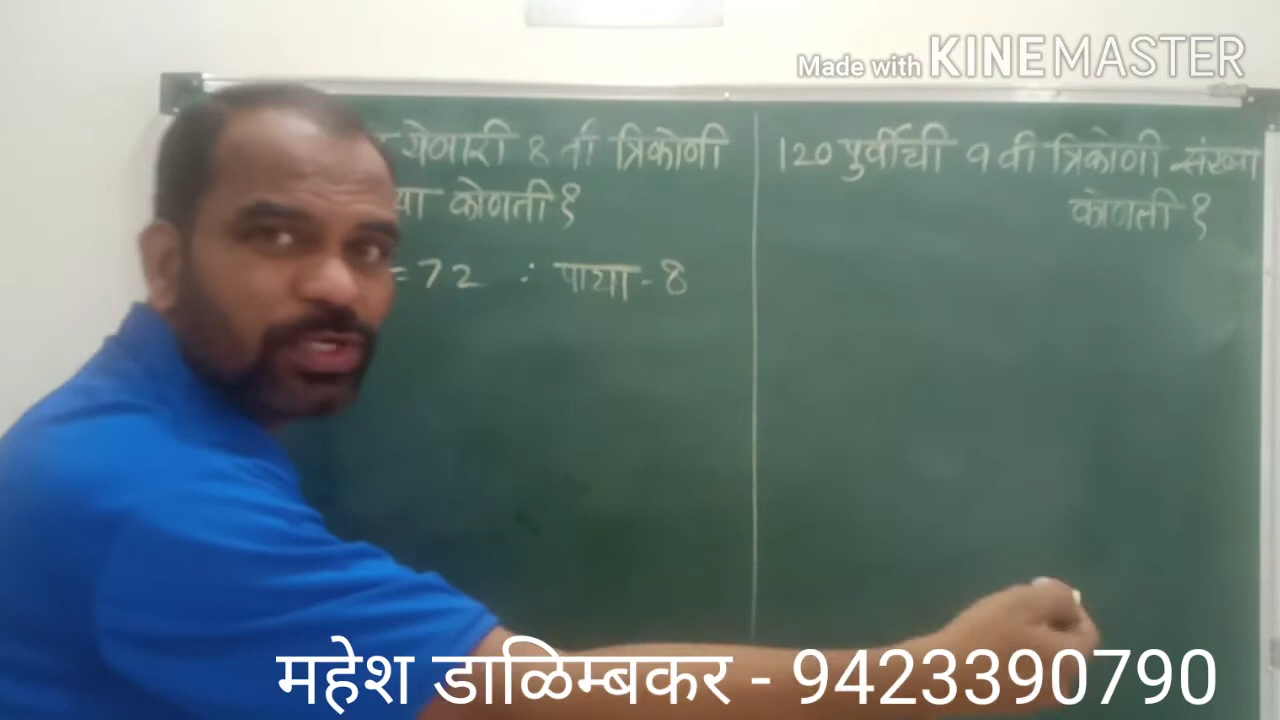 Made with KINEMASTER
येणारी 8 वी त्रिकोणी
कोणती ?
= 72 ∴ पाया - 8
120 पुर्वीची 9 वी त्रिकोणी संख्या
कोणती ?
महेश डाळिम्बकर - 9423390790